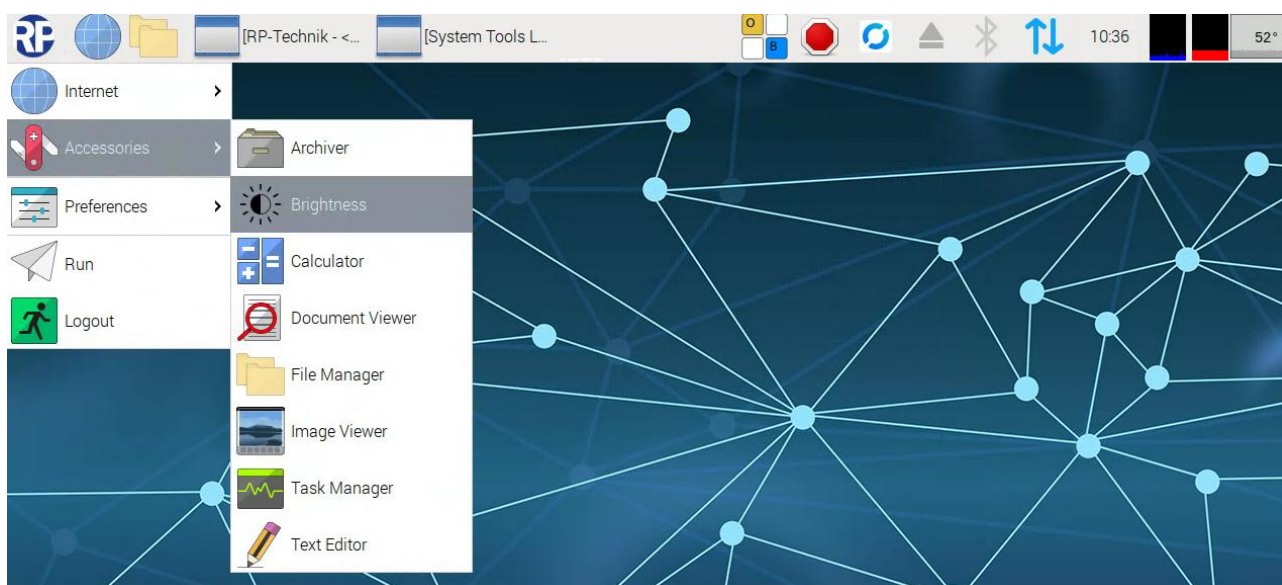 RP [RP-Technik - <... [System Tools L... O B 10:36 52°
Internet
Accessories
Preferences
Run
Logout
Archiver
Brightness
Calculator
Document Viewer
File Manager
Image Viewer
Task Manager
Text Editor